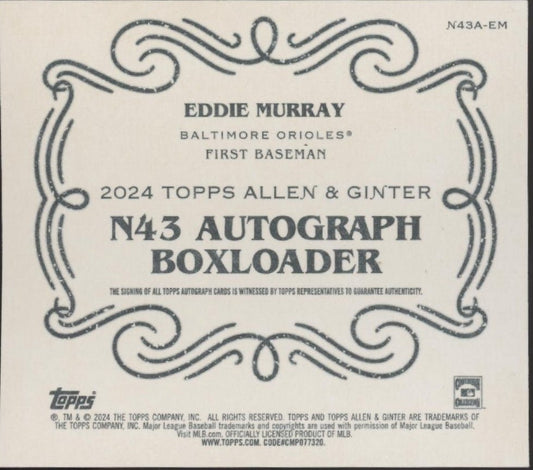 N43A-EM
EDDIE MURRAY
BALTIMORE ORIOLES®
FIRST BASEMAN
2024 TOPPS ALLEN & GINTER
N43 AUTOGRAPH
BOXLOADER
THE SIGNING OF ALL TOPPS AUTOGRAPH CARDS IS WITNESSED BY TOPPS REPRESENTATIVES TO GUARANTEE AUTHENTICITY.
Topps
®, TM & © 2024 THE TOPPS COMPANY, INC. ALL RIGHTS RESERVED. TOPPS AND TOPPS ALLEN & GINTER ARE TRADEMARKS OF
THE TOPPS COMPANY, INC. Major League Baseball trademarks and copyrights are used with permission of Major League Baseball.
Visit MLB.com. OFFICIALLY LICENSED PRODUCT OF MLB.
WWW.TOPPS.COM. CODE#CMP077320.